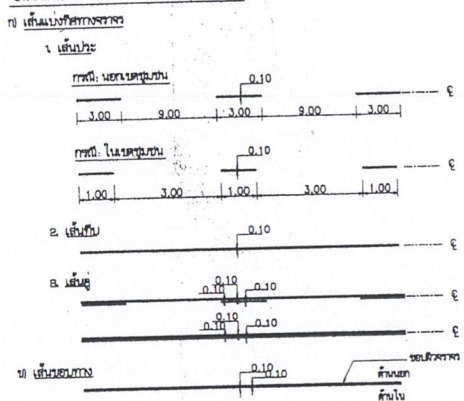 ก) เส้นแบ่งทิศทางจราจร
1. เส้นประ
กรณี: นอกเขตชุมชน
0.10
3.00 9.00 3.00 9.00 3.00
กรณี: ในเขตชุมชน
0.10
1.00 3.00 1.00 3.00 1.00
2. เส้นทึบ
0.10
3. เส้นคู่
0.10
0.10 0.10
0.10
0.10 0.10
ข) เส้นขอบทาง
0.10
0.10
ขอบผิวจราจร
ด้านนอก
ด้านใน